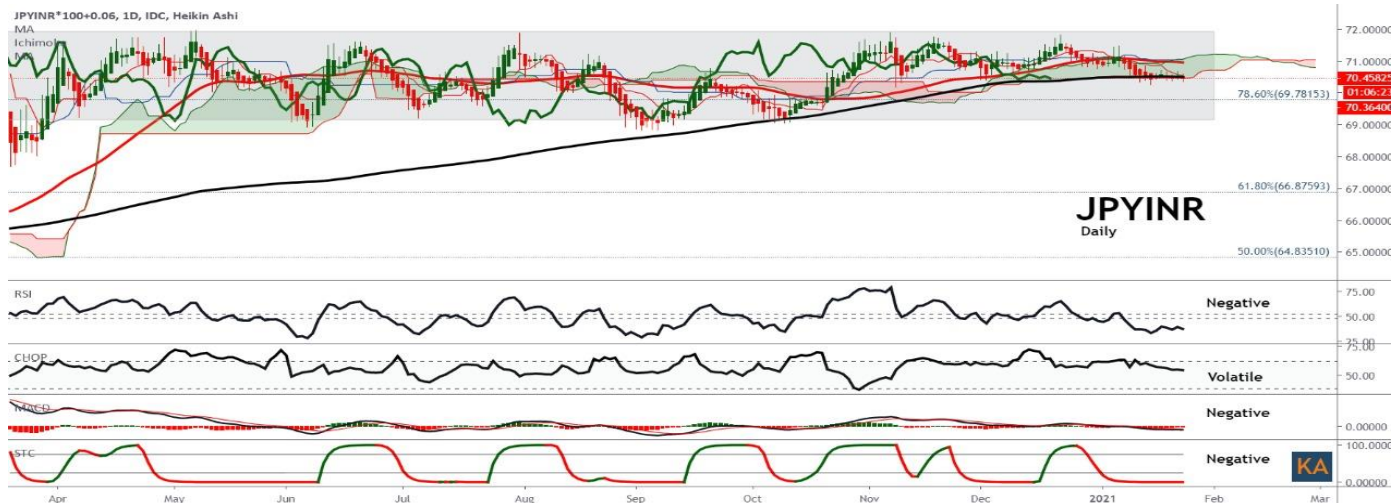 JPYINR*100+0.06, 1D, IDC, Heikin Ashi
MA
Ichimoku
MA
72.00000
71.00000
70.45825
01:06:23
70.36400
78.60%(69.78153)
69.00000
68.00000
61.80%(66.87593)
67.00000
66.00000
JPYINR
Daily
50.00%(64.83510)
65.00000
RSI
Negative
75.00
50.00
25.00
75.00
CHOP
Volatile
50.00
MACD
Negative
0.00000
STC
Negative
KA
100.0000
0.00000
Apr May Jun Jul Aug Sep Oct Nov Dec 2021 Feb Mar